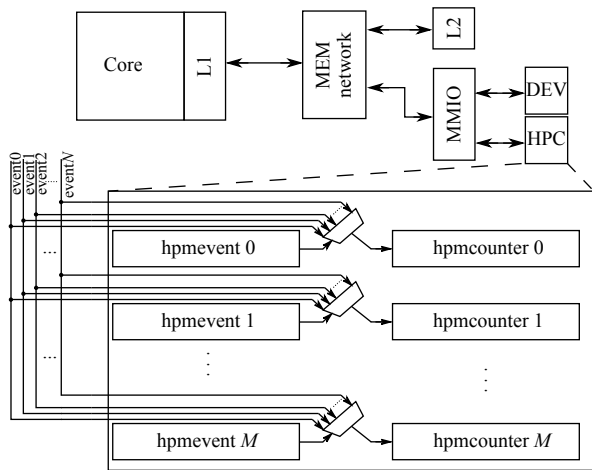 Core
L1
MEM
network
L2
MMIO
DEV
HPC
event0
event1
event2
......
eventN
hpmevent 0
hpmcounter 0
...
hpmevent 1
hpmcounter 1
...
...
...
hpmevent M
hpmcounter M